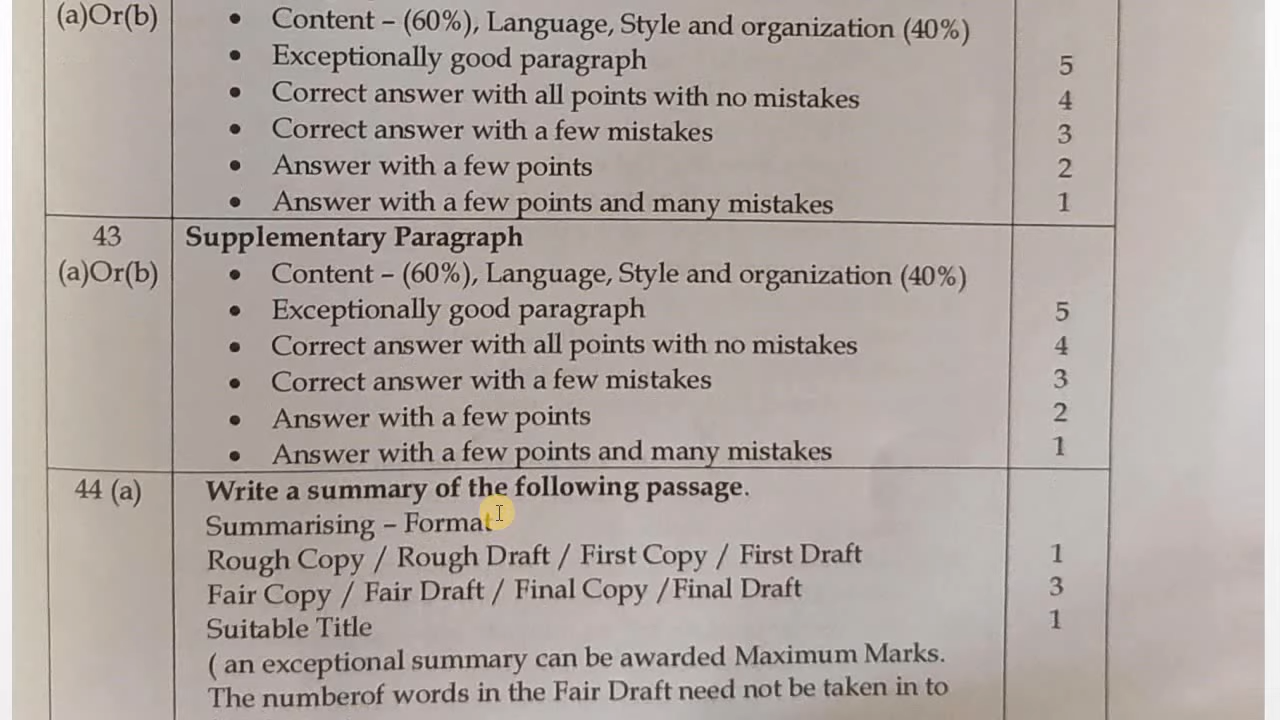 (a)Or(b)
• Content – (60%), Language, Style and organization (40%)
• Exceptionally good paragraph 5
• Correct answer with all points with no mistakes 4
• Correct answer with a few mistakes 3
• Answer with a few points 2
• Answer with a few points and many mistakes 1
43 Supplementary Paragraph
(a)Or(b) • Content – (60%), Language, Style and organization (40%)
• Exceptionally good paragraph 5
• Correct answer with all points with no mistakes 4
• Correct answer with a few mistakes 3
• Answer with a few points 2
• Answer with a few points and many mistakes 1
44 (a) Write a summary of the following passage.
Summarising – Format
Rough Copy / Rough Draft / First Copy / First Draft 1
Fair Copy / Fair Draft / Final Copy /Final Draft 3
Suitable Title 1
( an exceptional summary can be awarded Maximum Marks.
The numberof words in the Fair Draft need not be taken in to